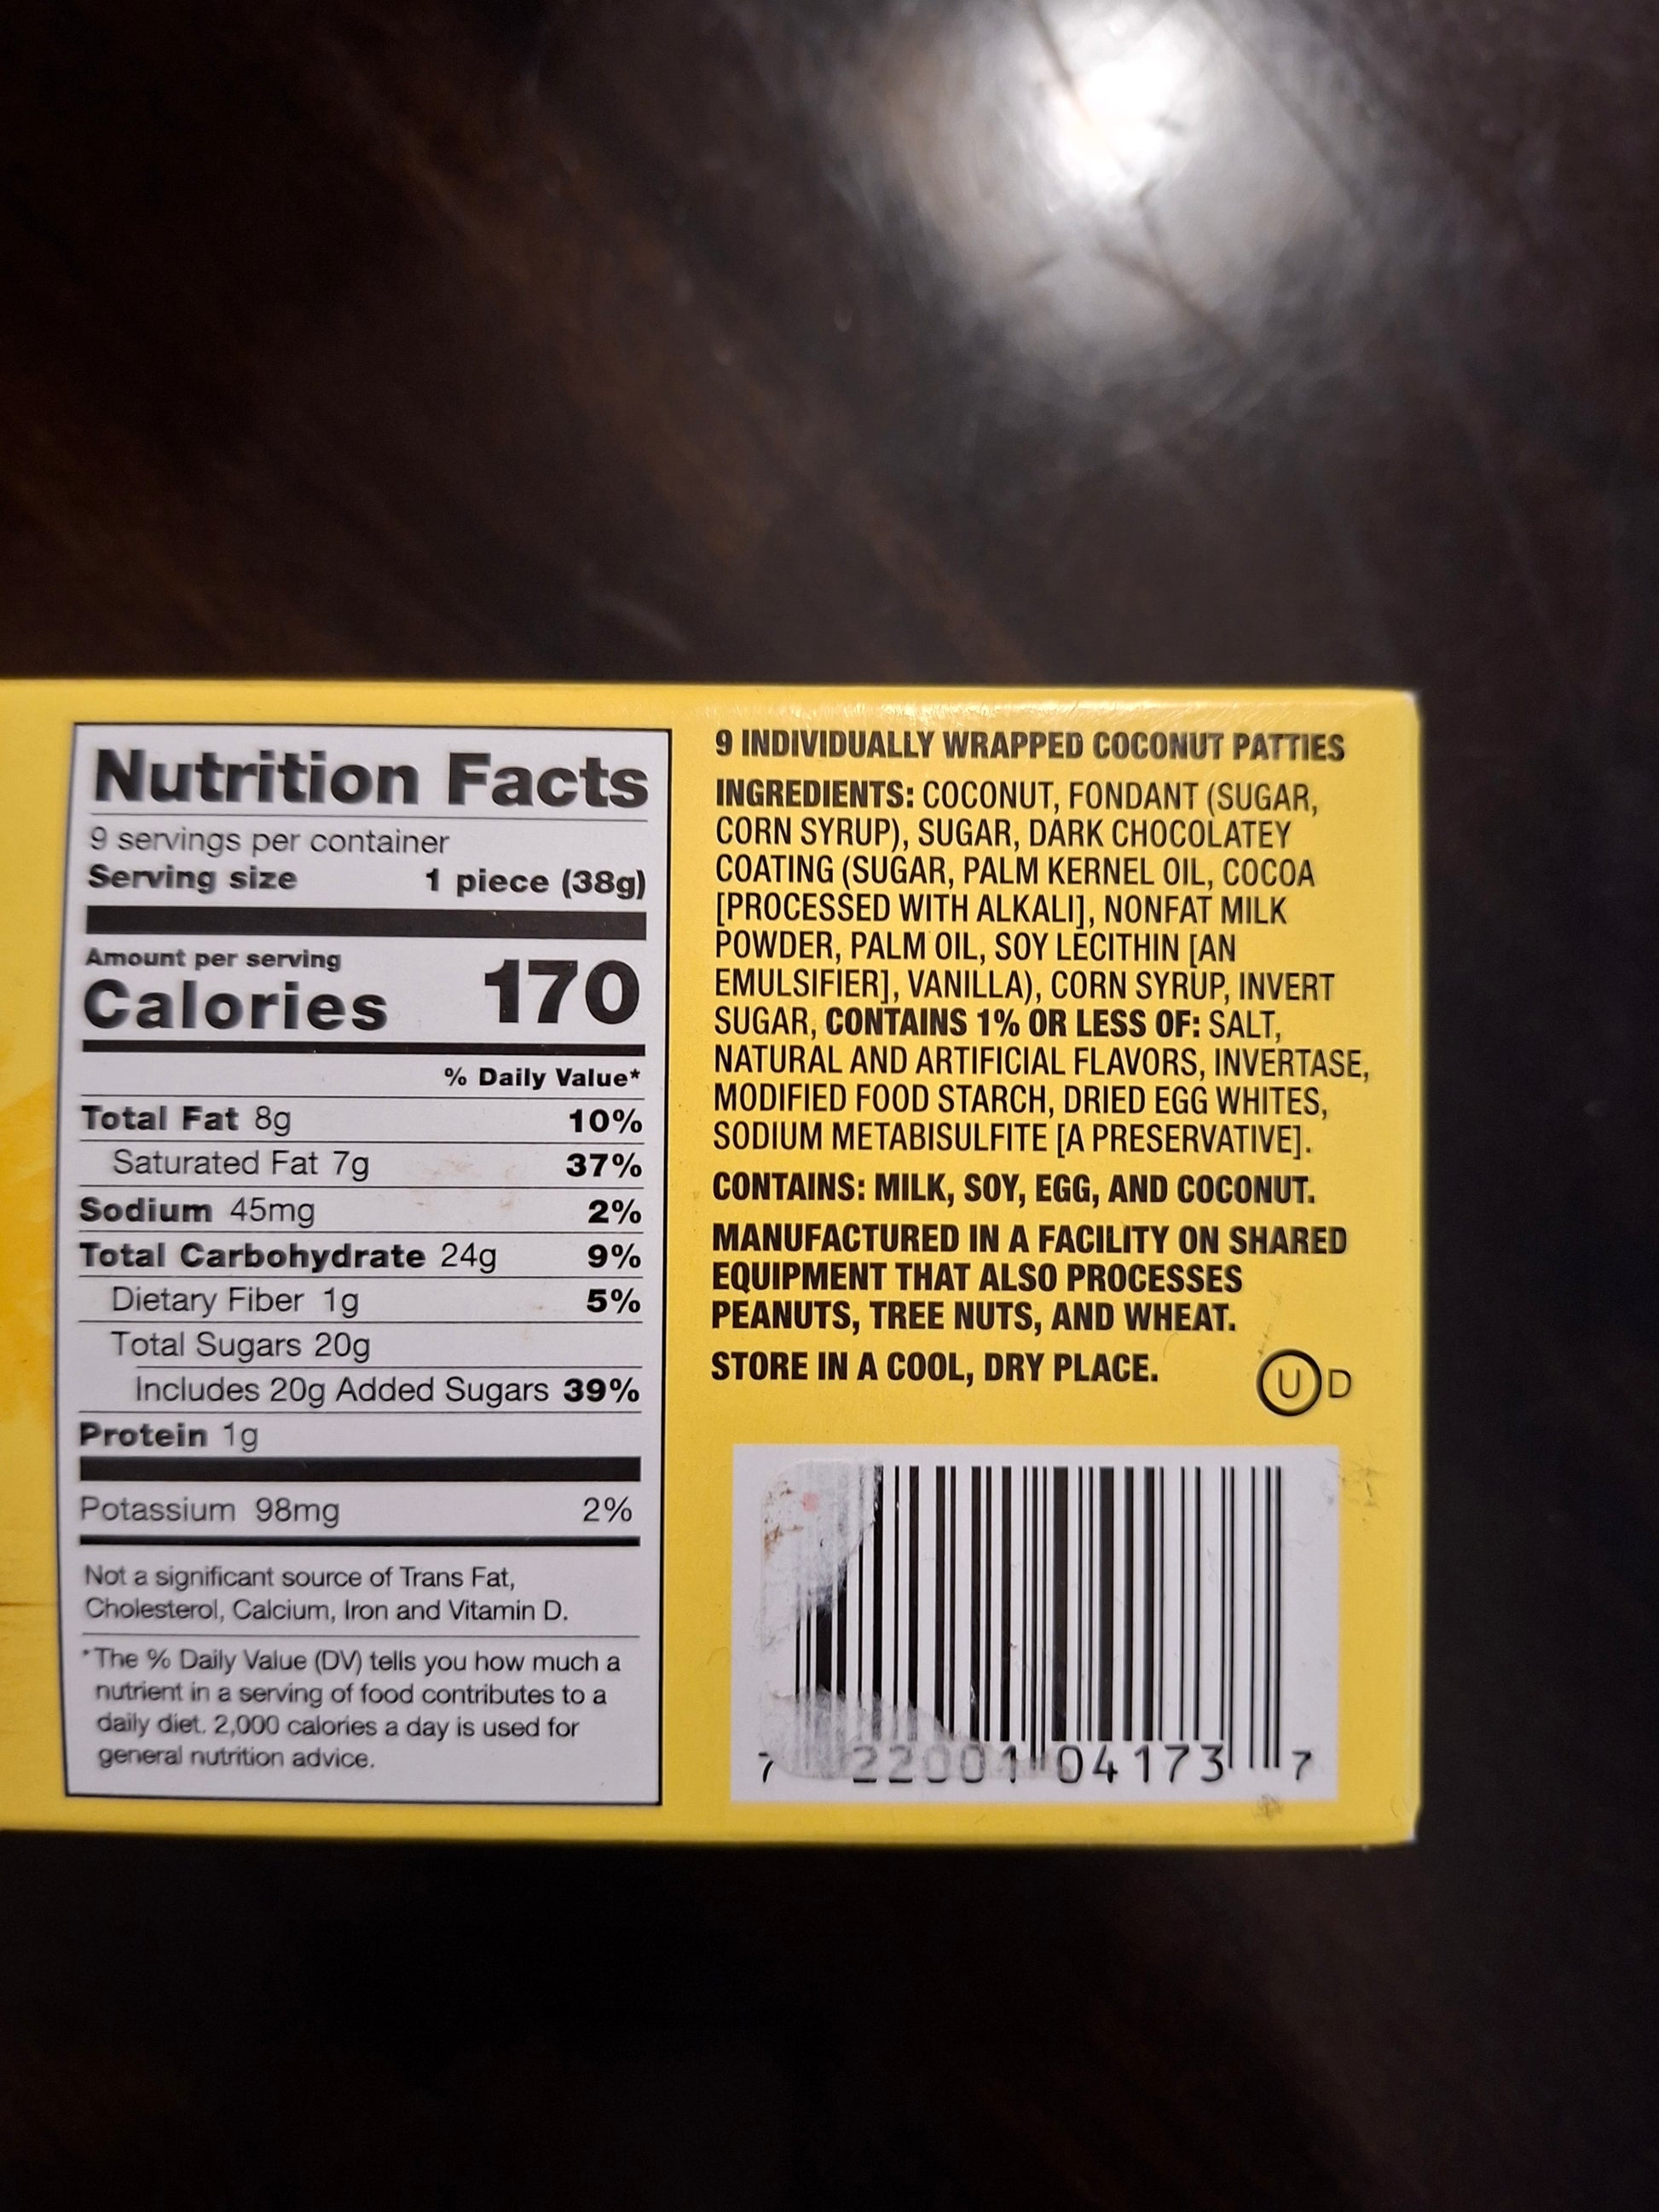 Nutrition Facts
9 servings per container
Serving size 1 piece (38g)
Amount per serving
Calories 170
% Daily Value*
Total Fat 8g 10%
Saturated Fat 7g 37%
Sodium 45mg 2%
Total Carbohydrate 24g 9%
Dietary Fiber 1g 5%
Total Sugars 20g
Includes 20g Added Sugars 39%
Protein 1g
Potassium 98mg 2%
Not a significant source of Trans Fat,
Cholesterol, Calcium, Iron and Vitamin D.
*The % Daily Value (DV) tells you how much a
nutrient in a serving of food contributes to a
daily diet. 2,000 calories a day is used for
general nutrition advice.
9 INDIVIDUALLY WRAPPED COCONUT PATTIES
INGREDIENTS: COCONUT, FONDANT (SUGAR,
CORN SYRUP), SUGAR, DARK CHOCOLATEY
COATING (SUGAR, PALM KERNEL OIL, COCOA
[PROCESSED WITH ALKALI], NONFAT MILK
POWDER, PALM OIL, SOY LECITHIN [AN
EMULSIFIER], VANILLA), CORN SYRUP, INVERT
SUGAR, CONTAINS 1% OR LESS OF: SALT,
NATURAL AND ARTIFICIAL FLAVORS, INVERTASE,
MODIFIED FOOD STARCH, DRIED EGG WHITES,
SODIUM METABISULFITE [A PRESERVATIVE].
CONTAINS: MILK, SOY, EGG, AND COCONUT.
MANUFACTURED IN A FACILITY ON SHARED
EQUIPMENT THAT ALSO PROCESSES
PEANUTS, TREE NUTS, AND WHEAT.
STORE IN A COOL, DRY PLACE.
U D
7 22001 04173 7